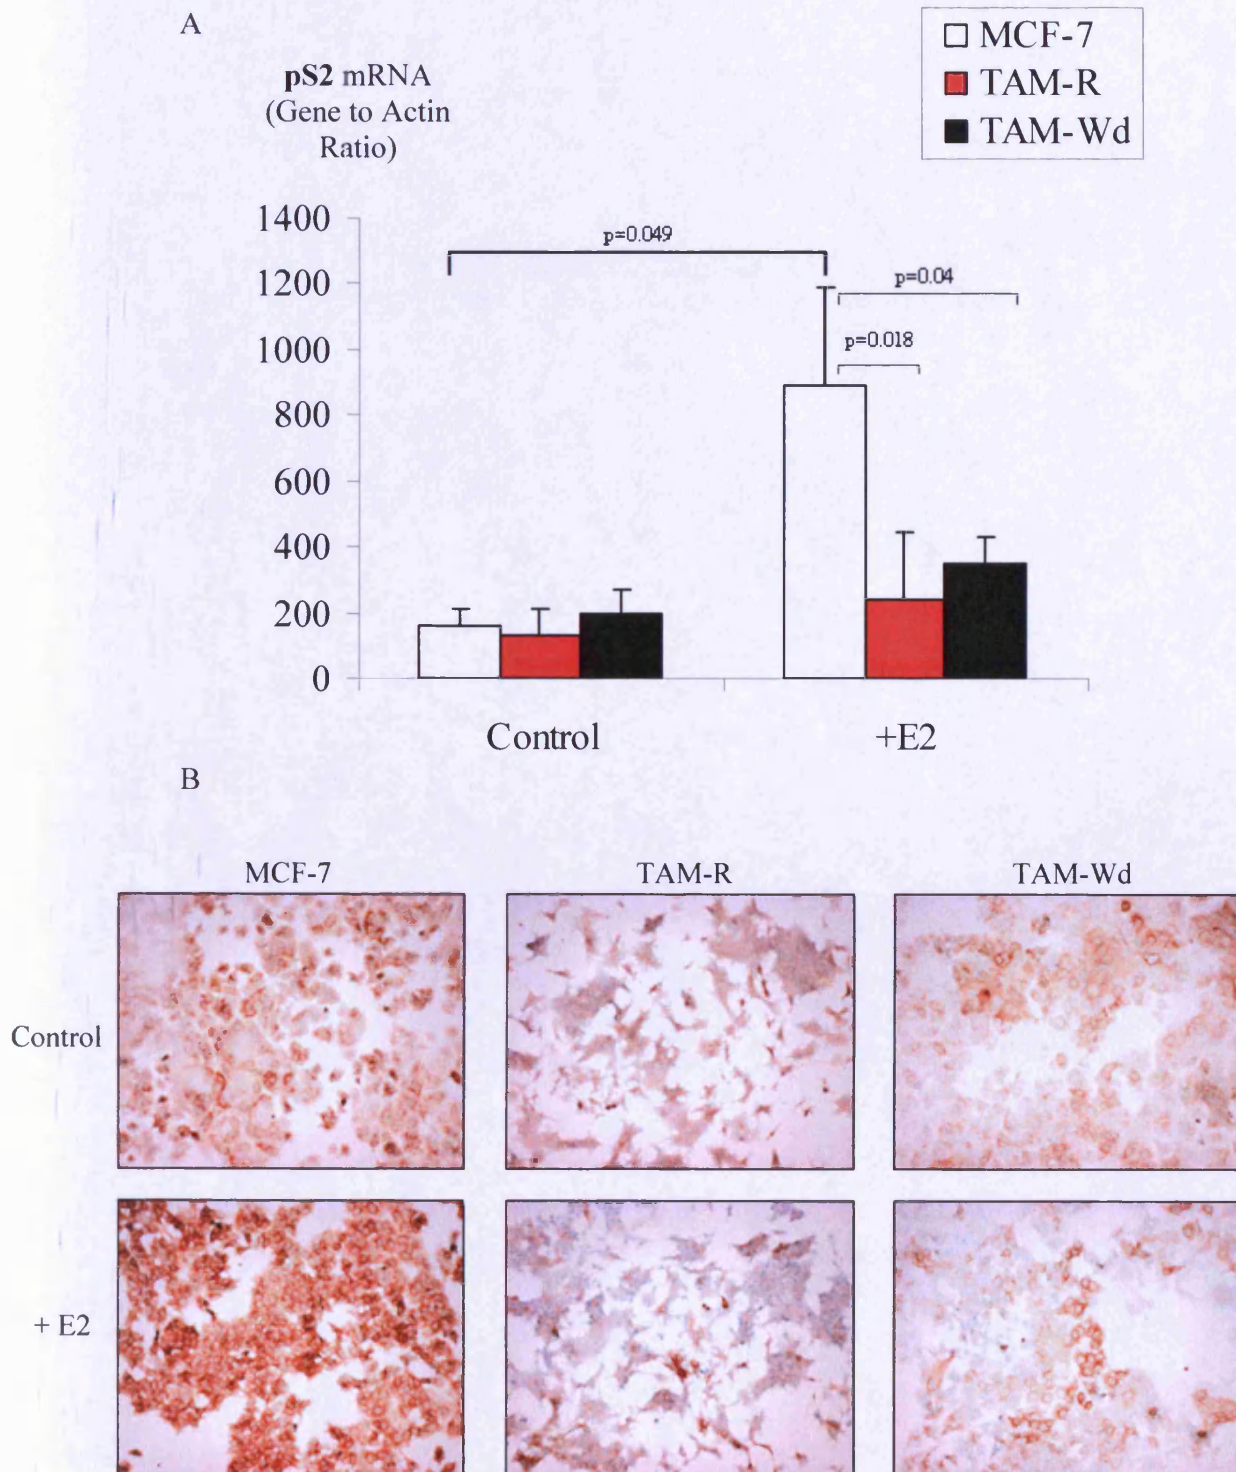 A
MCF-7
TAM-R
TAM-Wd
pS2 mRNA
(Gene to Actin
Ratio)
1400
1200
1000
800
600
400
200
0
p=0.049
p=0.04
p=0.018
Control
+E2
B
MCF-7
TAM-R
TAM-Wd
Control
+ E2